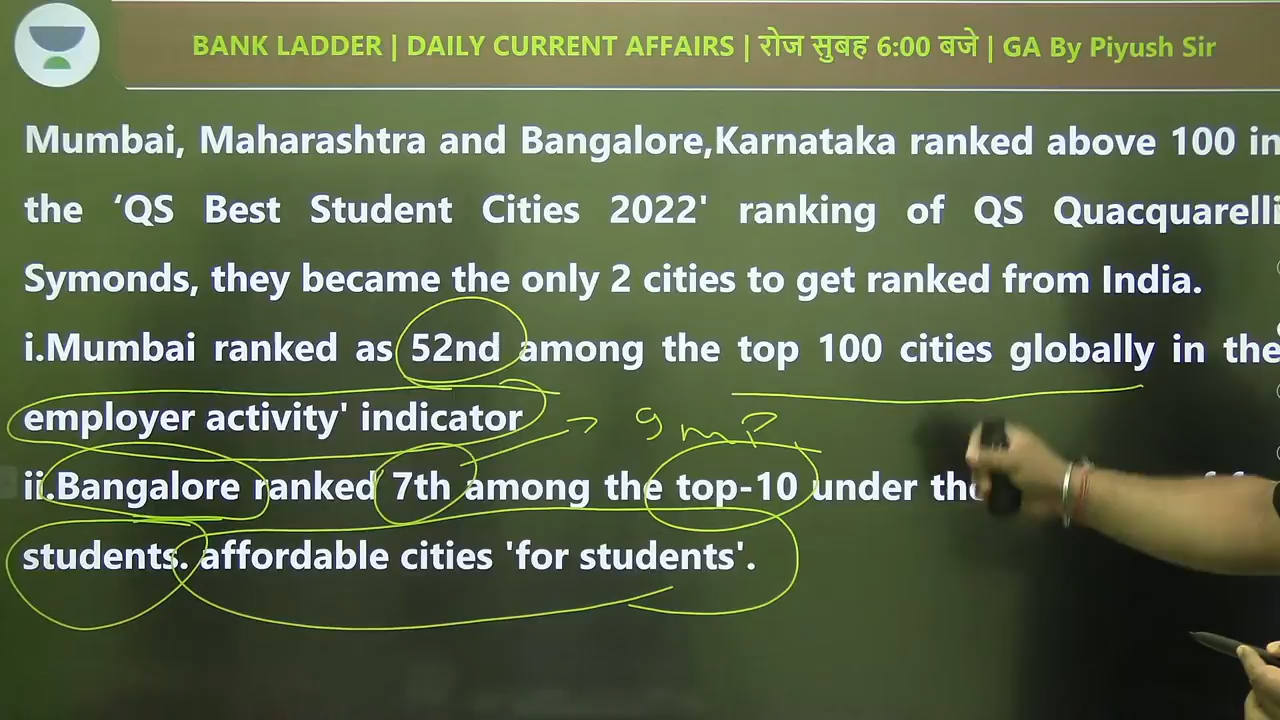 BANK LADDER | DAILY CURRENT AFFAIRS | रोज सुबह 6:00 बजे | GA By Piyush Sir
Mumbai, Maharashtra and Bangalore,Karnataka ranked above 100 in
the ‘QS Best Student Cities 2022' ranking of QS Quacquarelli
Symonds, they became the only 2 cities to get ranked from India.
i.Mumbai ranked as 52nd among the top 100 cities globally in the
employer activity' indicator
9 m P
ii.Bangalore ranked 7th among the top-10 under the
students. affordable cities 'for students'.